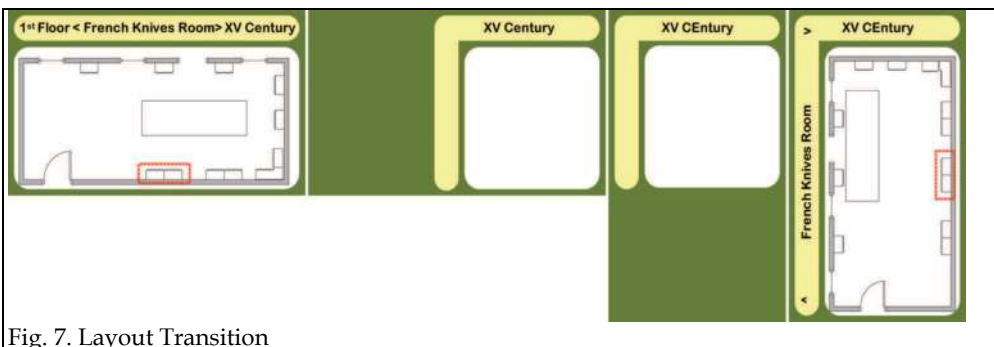 1st Floor < French Knives Room> XV Century
XV Century
XV CEntury
> XV CEntury
French Knives Room
<
Fig. 7. Layout Transition